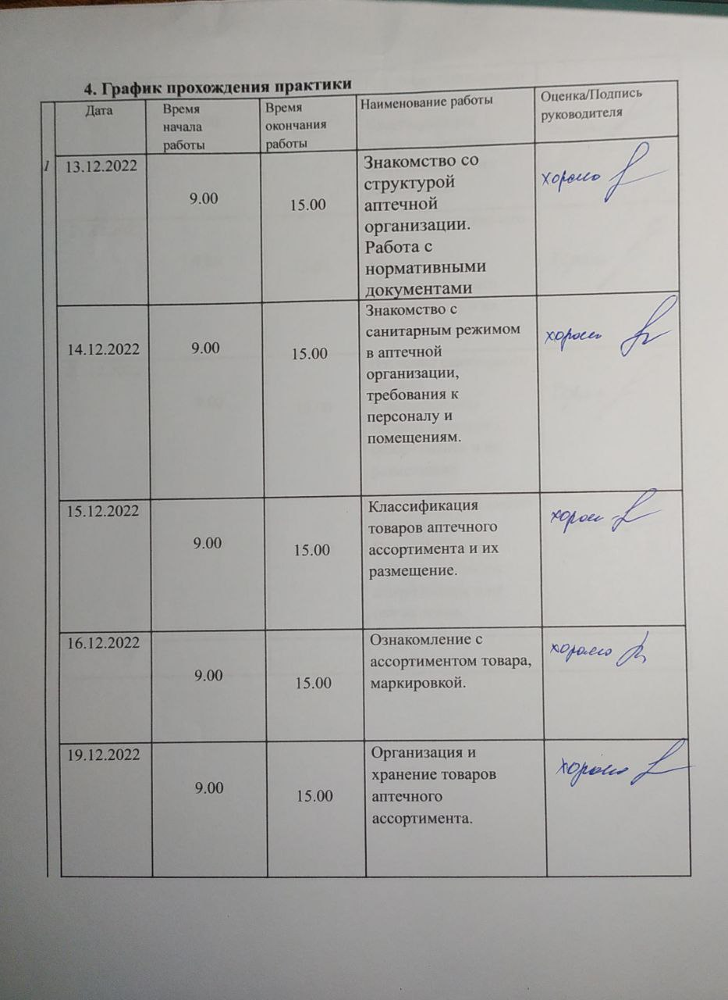 4. График прохождения практики
Дата
Время
начала
работы
Время
окончания
работы
Наименование работы
Оценка/Подпись
руководителя
1
13.12.2022
9.00
15.00
Знакомство со
структурой
аптечной
организации.
Работа с
нормативными
документами
хорошо
14.12.2022
9.00
15.00
Знакомство с
санитарным режимом
в аптечной
организации,
требования к
персоналу и
помещениям.
хорошо
15.12.2022
9.00
15.00
Классификация
товаров аптечного
ассортимента и их
размещение.
хорошо
16.12.2022
9.00
15.00
Ознакомление с
ассортиментом товара,
маркировкой.
хорошо
19.12.2022
9.00
15.00
Организация и
хранение товаров
аптечного
ассортимента.
хорошо